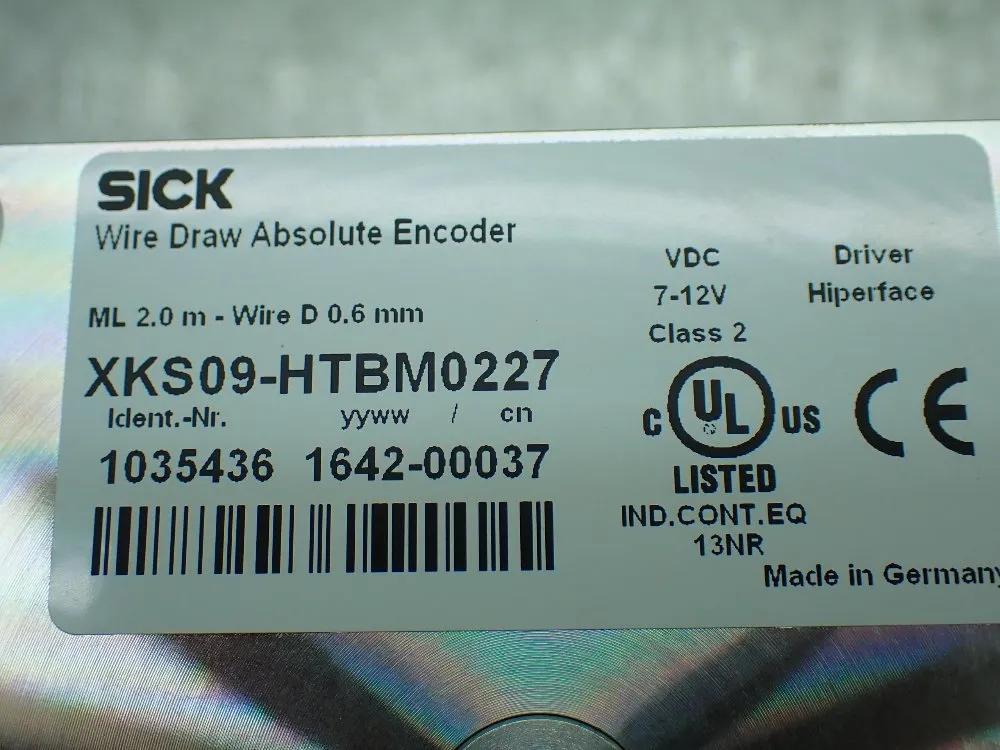 SICK
Wire Draw Absolute Encoder
ML 2.0 m - Wire D 0.6 mm
XKS09-HTBM0227
Ident.-Nr. yyww / cn
1035436 1642-00037
VDC Driver
7-12V Hiperface
Class 2
C UL US CE
LISTED
IND.CONT.EQ
13NR
Made in Germany